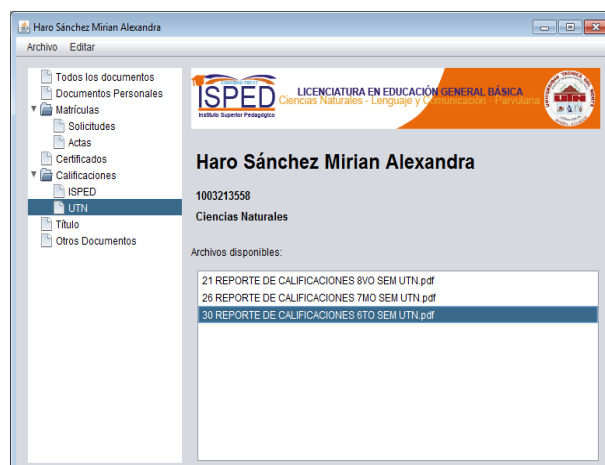 Haro Sánchez Mirian Alexandra
Archivo Editar
Todos los documentos
Documentos Personales
Matrículas
Solicitudes
Actas
Certificados
Calificaciones
ISPED
UTN
Título
Otros Documentos
CONVENIO FECYT
ISPED
Instituto Superior Pedagógico
LICENCIATURA EN EDUCACIÓN GENERAL BÁSICA
Ciencias Naturales - Lenguaje y Comunicación - Parvularia
UTN
Haro Sánchez Mirian Alexandra
1003213558
Ciencias Naturales
Archivos disponibles:
21 REPORTE DE CALIFICACIONES 8VO SEM UTN.pdf
26 REPORTE DE CALIFICACIONES 7MO SEM UTN.pdf
30 REPORTE DE CALIFICACIONES 6TO SEM UTN.pdf